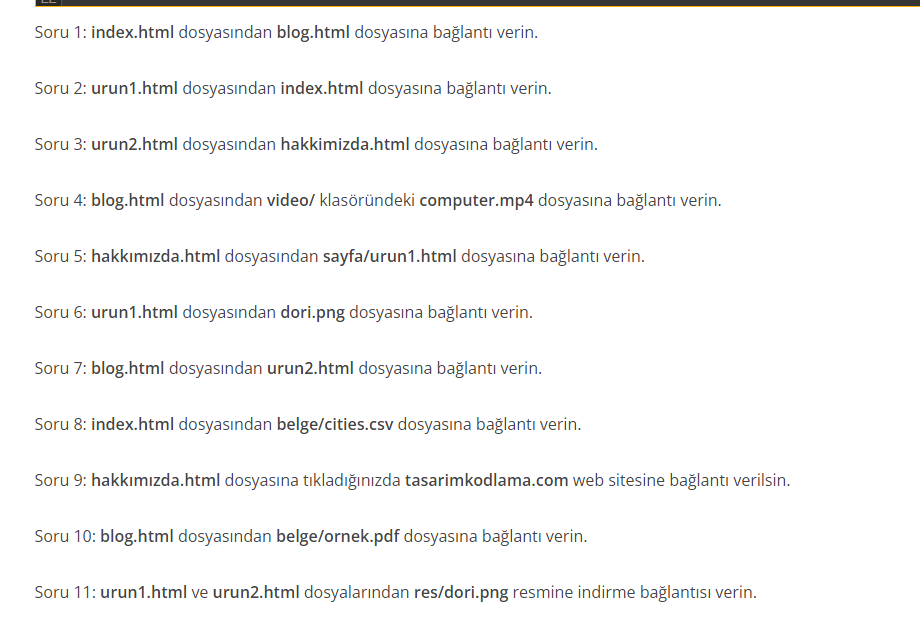 Soru 1: index.html dosyasından blog.html dosyasına bağlantı verin.
Soru 2: urun1.html dosyasından index.html dosyasına bağlantı verin.
Soru 3: urun2.html dosyasından hakkimizda.html dosyasına bağlantı verin.
Soru 4: blog.html dosyasından video/ klasöründeki computer.mp4 dosyasına bağlantı verin.
Soru 5: hakkımızda.html dosyasından sayfa/urun1.html dosyasına bağlantı verin.
Soru 6: urun1.html dosyasından dori.png dosyasına bağlantı verin.
Soru 7: blog.html dosyasından urun2.html dosyasına bağlantı verin.
Soru 8: index.html dosyasından belge/cities.csv dosyasına bağlantı verin.
Soru 9: hakkımızda.html dosyasına tıkladığınızda tasarimkodlama.com web sitesine bağlantı verilsin.
Soru 10: blog.html dosyasından belge/ornek.pdf dosyasına bağlantı verin.
Soru 11: urun1.html ve urun2.html dosyalarından res/dori.png resmine indirme bağlantısı verin.